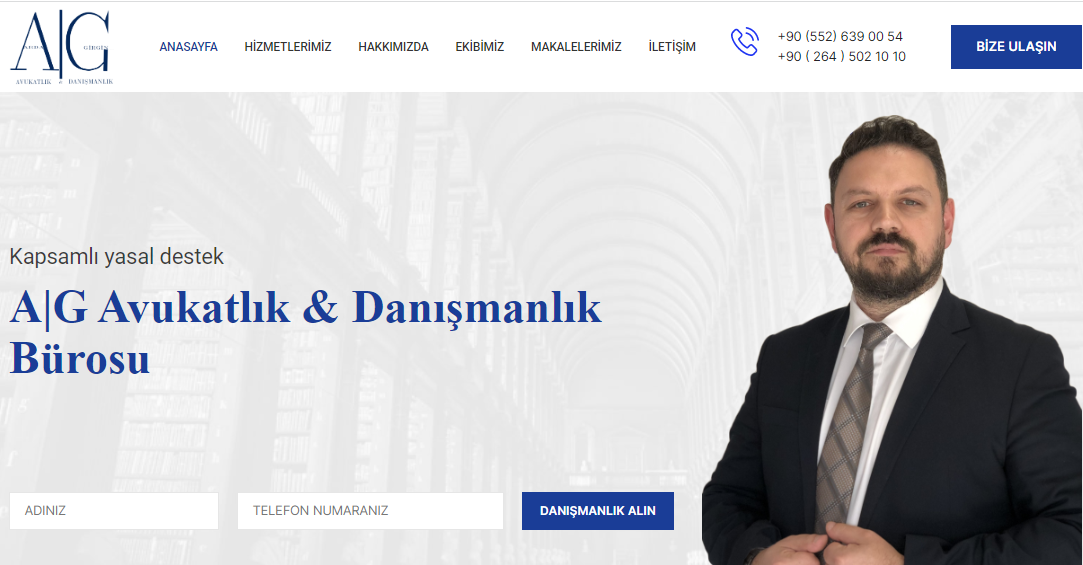 A|G
GİRGİN
AVUKATLIK & DANIŞMANLIK
ANASAYFA
HİZMETLERİMİZ
HAKKIMIZDA
EKİBİMİZ
MAKALELERİMİZ
İLETİŞİM
+90 (552) 639 00 54
+90 ( 264 ) 502 10 10
BİZE ULAŞIN
Kapsamlı yasal destek
A|G Avukatlık & Danışmanlık
Bürosu
ADINIZ
TELEFON NUMARANIZ
DANIŞMANLIK ALIN